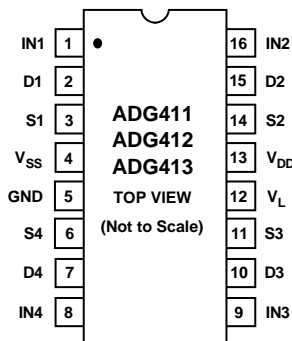 IN1 1 16 IN2
D1 2 15 D2
S1 3 ADG411 14 S2
ADG412
VSS 4 ADG413 13 VDD
GND 5 TOP VIEW 12 VL
S4 6 (Not to Scale) 11 S3
D4 7 10 D3
IN4 8 9 IN3